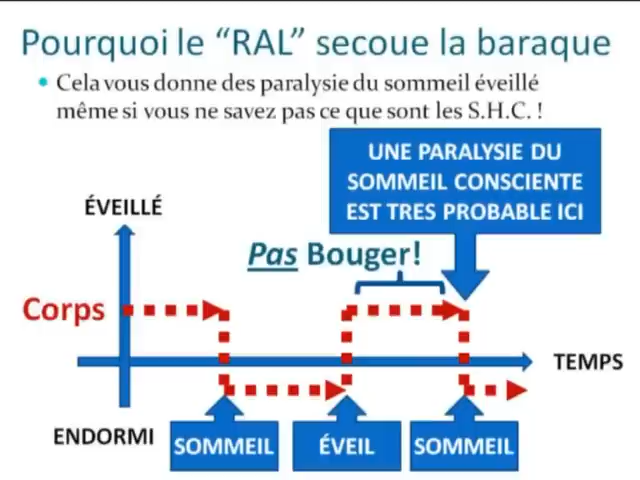 Pourquoi le “RAL” secoue la baraque
• Cela vous donne des paralysie du sommeil éveillé
même si vous ne savez pas ce que sont les S.H.C. !
UNE PARALYSIE DU
SOMMEIL CONSCIENTE
EST TRES PROBABLE ICI
ÉVEILLÉ
Pas Bouger!
Corps
TEMPS
ENDORMI
SOMMEIL
ÉVEIL
SOMMEIL